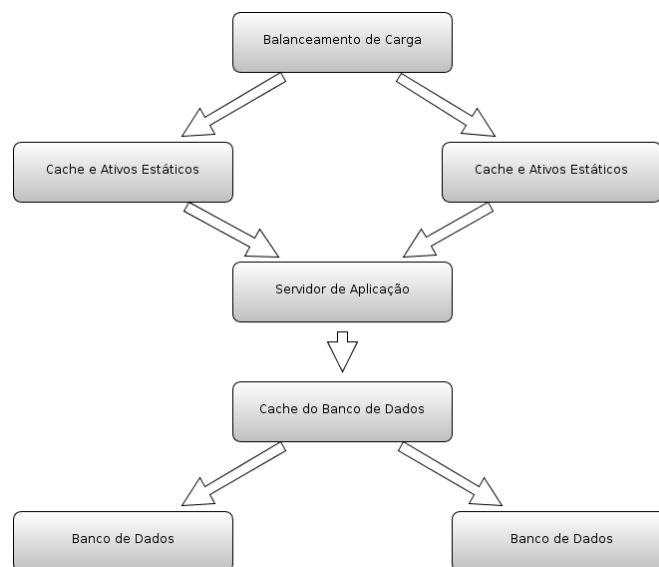 Balanceamento de Carga
Cache e Ativos Estáticos
Cache e Ativos Estáticos
Servidor de Aplicação
Cache do Banco de Dados
Banco de Dados
Banco de Dados